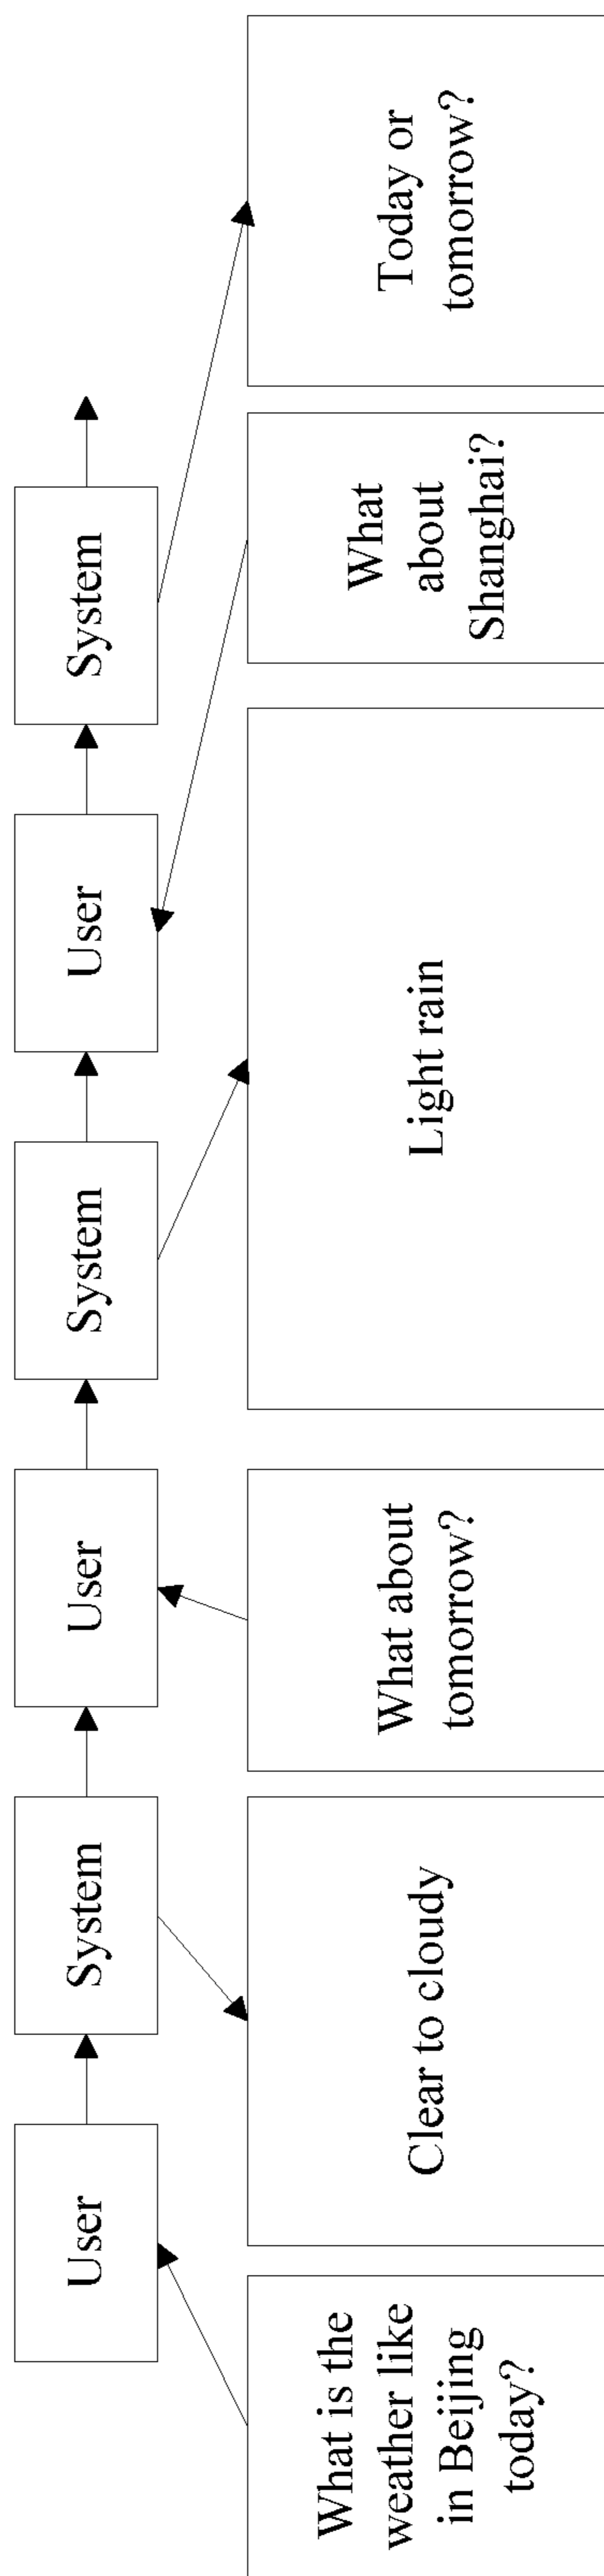 User
System
User
System
User
System
What is the
weather like
in Beijing
today?
Clear to cloudy
What about
tomorrow?
Light rain
What
about
Shanghai?
Today or
tomorrow?